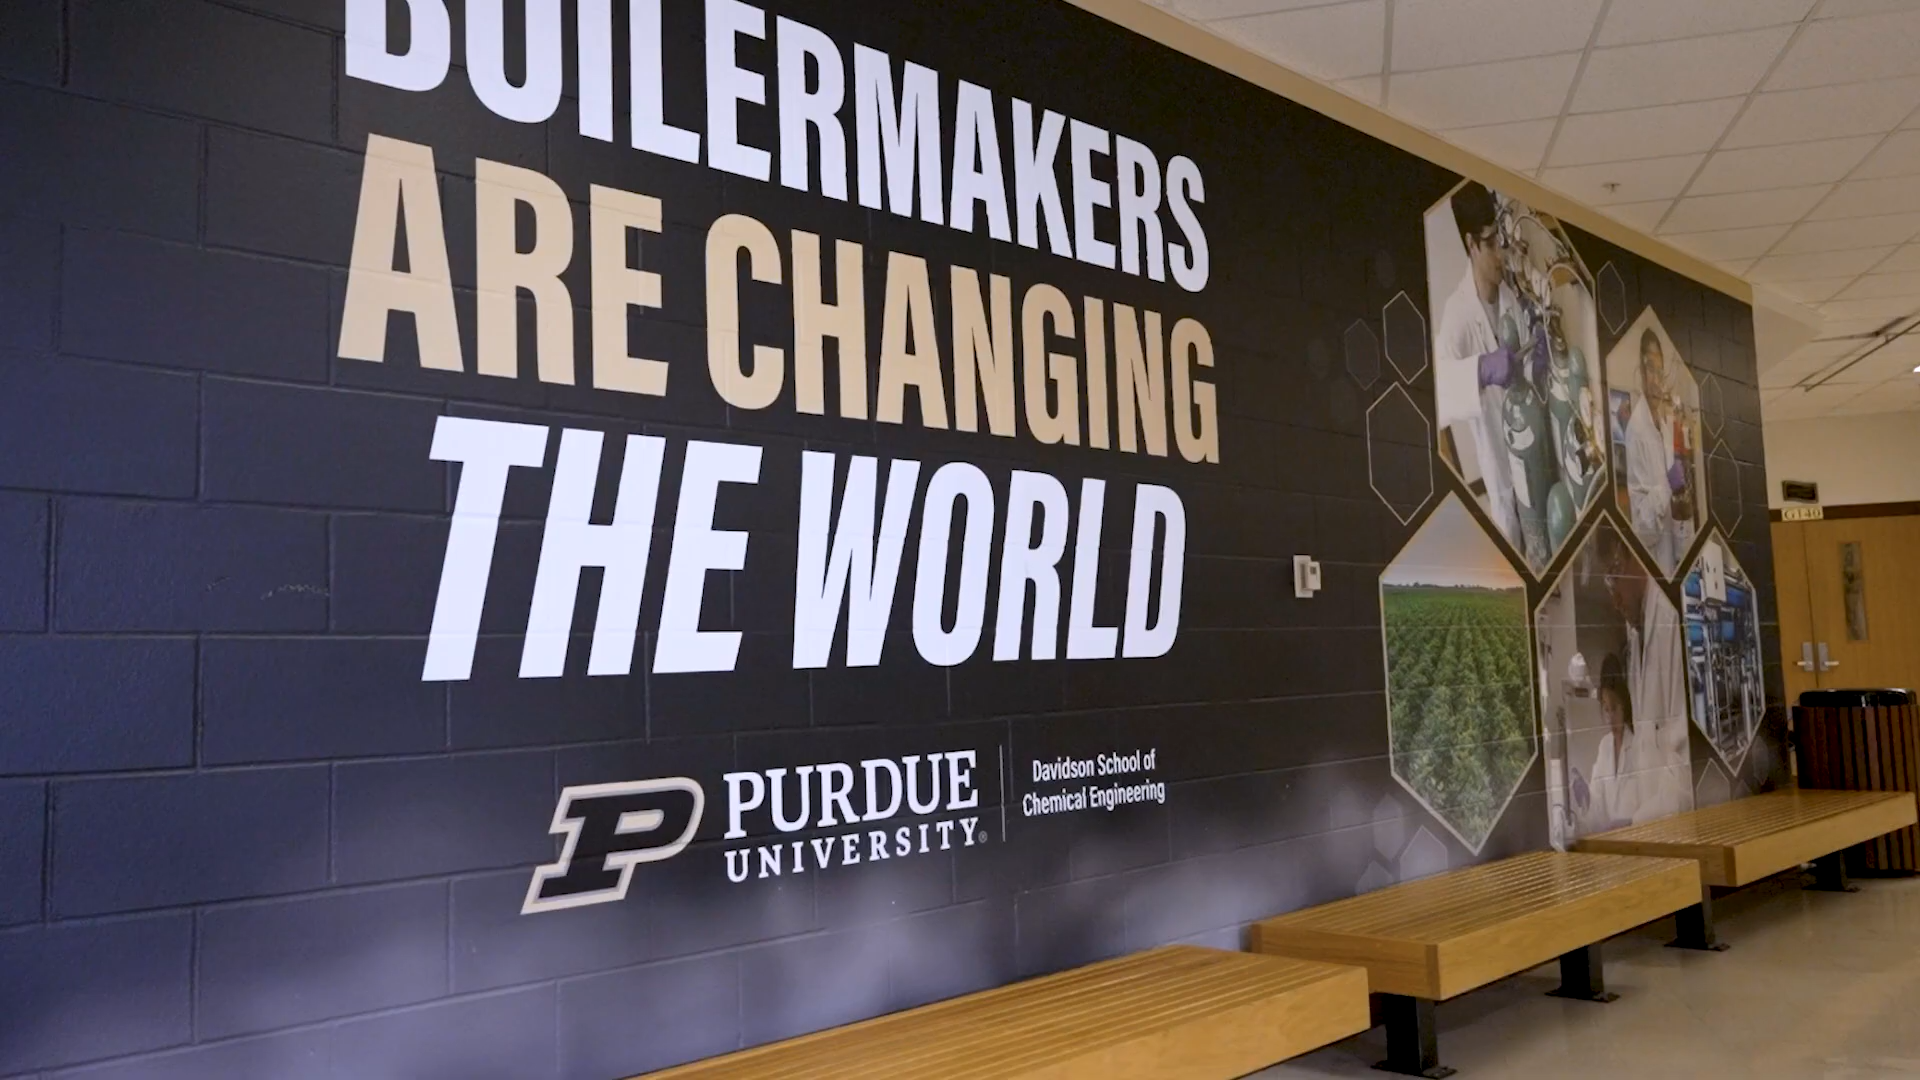 BOILERMAKERS
ARE CHANGING
THE WORLD
PURDUE
UNIVERSITY®
Davidson School of
Chemical Engineering
G140